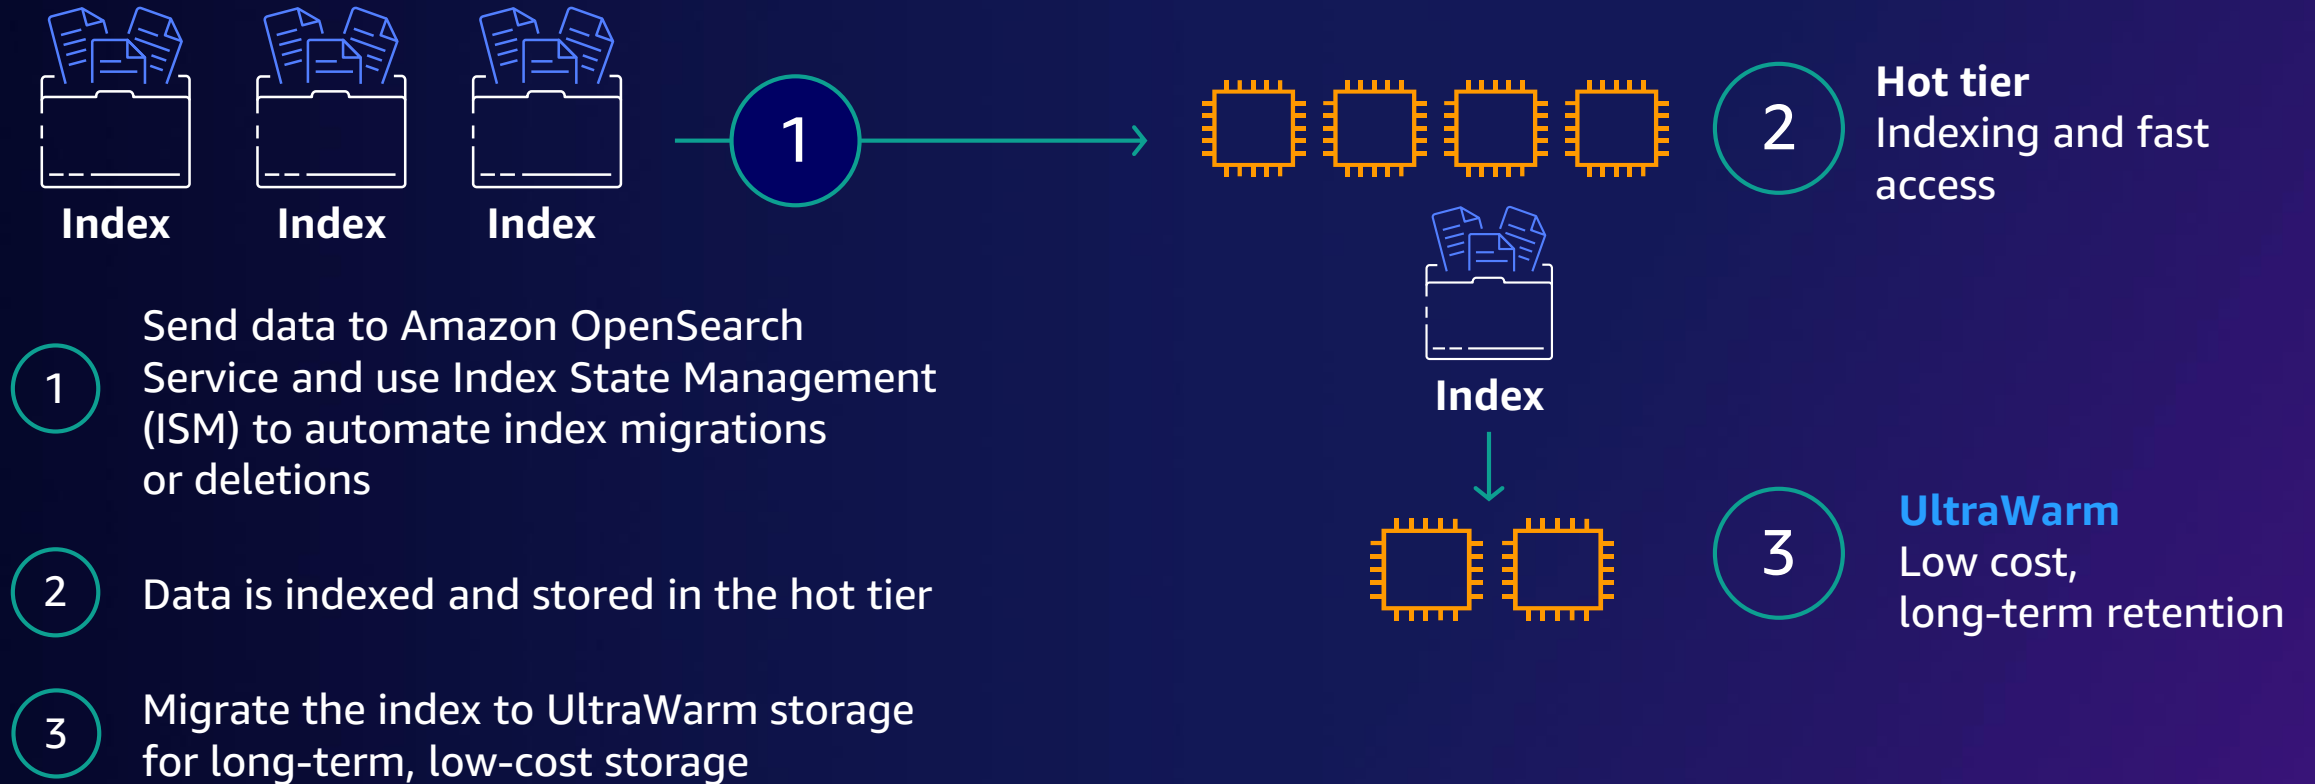 Index
Index
Index
1
2
Hot tier
Indexing and fast
access
Index
1
Send data to Amazon OpenSearch
Service and use Index State Management
(ISM) to automate index migrations
or deletions
2
Data is indexed and stored in the hot tier
3
Migrate the index to UltraWarm storage
for long-term, low-cost storage
3
UltraWarm
Low cost,
long-term retention